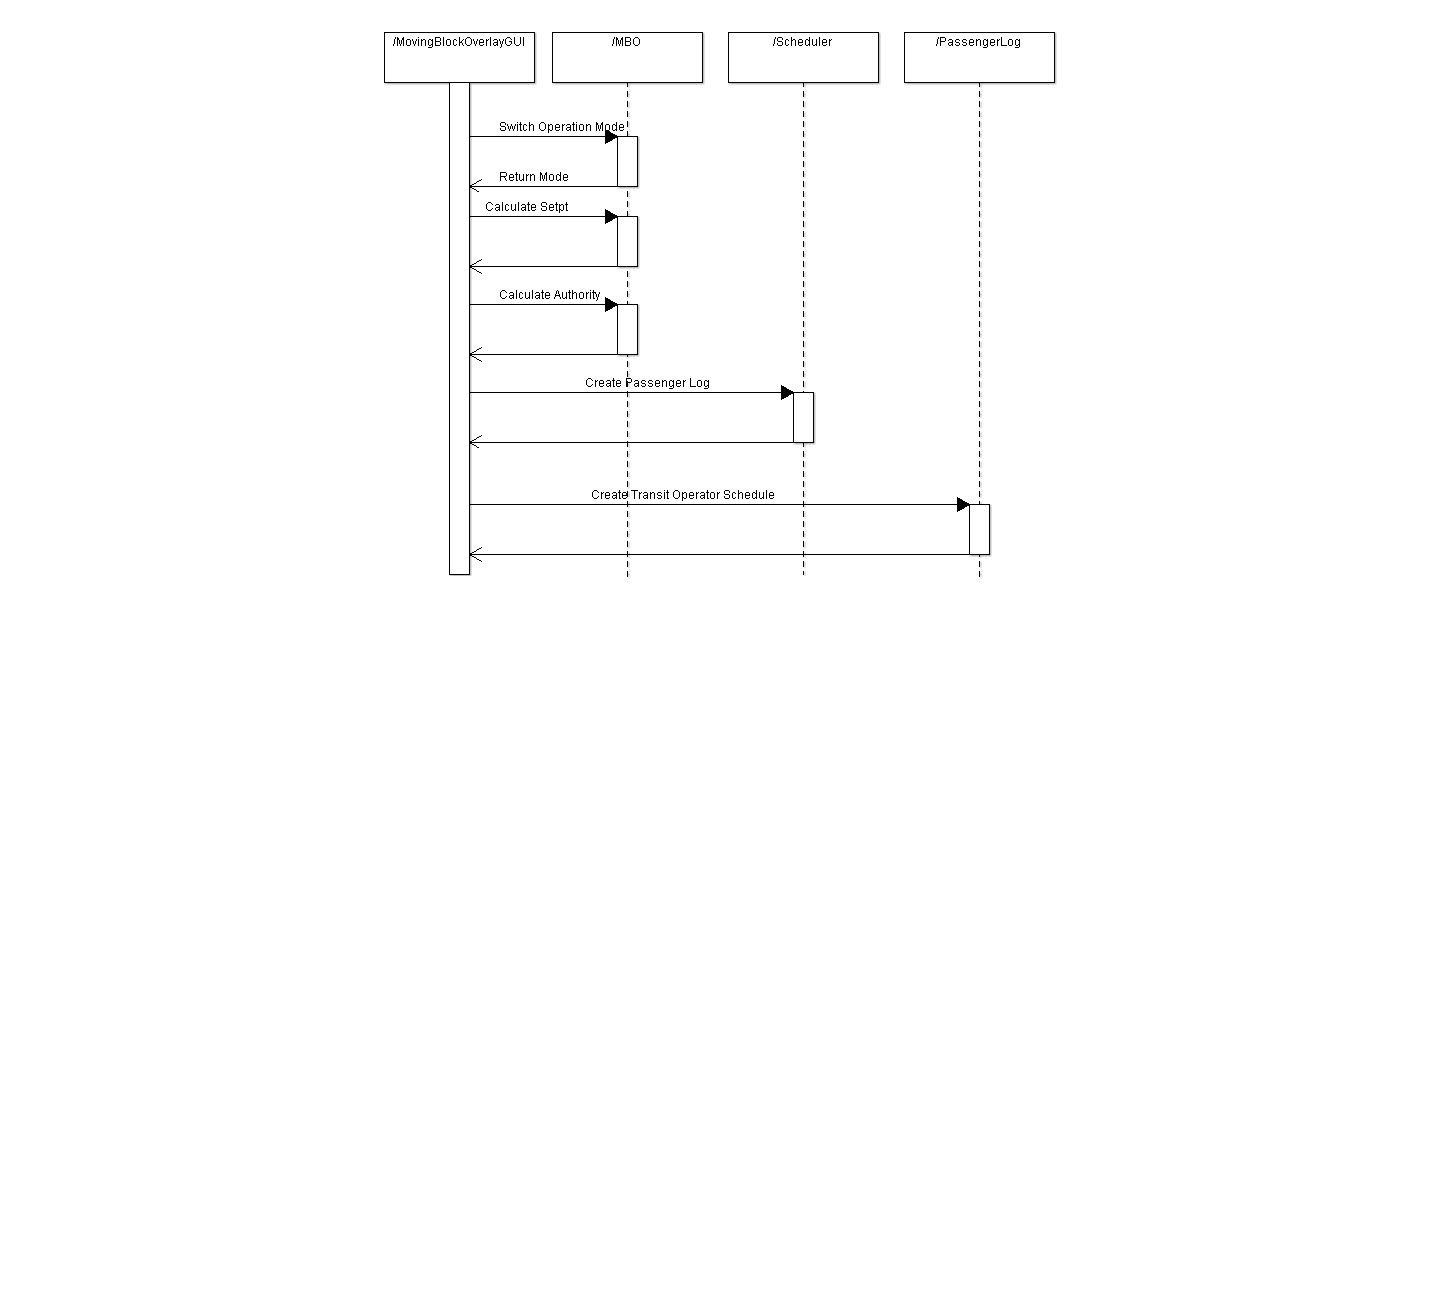 /MovingBlockOverlayGUI
/MBO
/Scheduler
/PassengerLog
Switch Operation Mode
Return Mode
Calculate Setpt
Calculate Authority
Create Passenger Log
Create Transit Operator Schedule